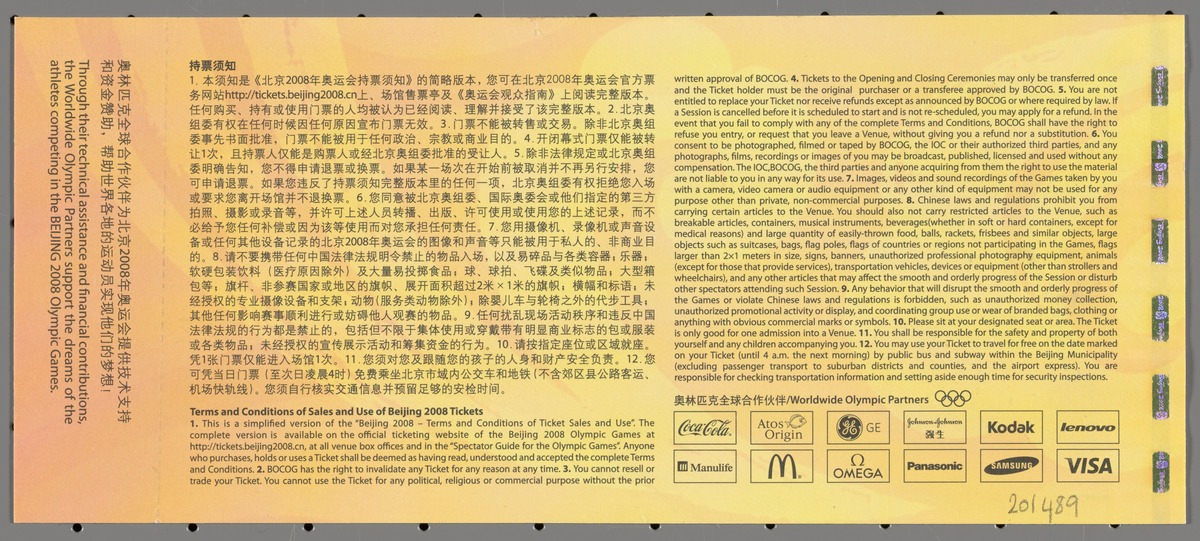 奥林匹克全球合作伙伴为北京2008年奥运会提供技术支持
和资金赞助，帮助世界各地的运动员实现他们的梦想！
Through their technical assistance and financial contributions,
the Worldwide Olympic Partners support the dreams of the
athletes competing in the BEIJING 2008 Olympic Games.
持票须知
1. 本须知是《北京2008年奥运会持票须知》的简略版本，您可在北京2008年奥运会官方票
务网站http://tickets.beijing2008.cn上、场馆售票亭及《奥运会观众指南》上阅读完整版本。
任何购买、持有或使用门票的人均被认为已经阅读、理解并接受了该完整版本。2. 北京奥
组委有权在任何时候因任何原因宣布门票无效。3. 门票不能被转售或交易。除非北京奥组
委事先书面批准，门票不能被用于任何政治、宗教或商业目的。4. 开闭幕式门票仅能被转
让1次，且持票人仅能是购票人或经北京奥组委批准的受让人。5. 除非法律规定或北京奥组
委明确告知，您不得申请退票或换票。如果某一场次在开始前被取消并不再另行安排，您
可申请退票。如果您违反了持票须知完整版本里的任何一项，北京奥组委有权拒绝您入场
或要求您离开场馆并不退换票。6. 您同意被北京奥组委、国际奥委会或他们指定的第三方
拍照、摄影或录音等，并许可上述人员转播、出版、许可使用或使用您的上述记录，而不
必给予您任何补偿或因为该等使用而对您承担任何责任。7. 您用摄像机、录像机或声音设
备或任何其他设备记录的北京2008年奥运会的图像和声音等只能被用于私人的、非商业目
的。8. 请不要携带任何中国法律法规明令禁止的物品入场，以及易碎品与各类容器；乐器；
软硬包装饮料（医疗原因除外）及大量易投掷食品；球、球拍、飞碟及类似物品；大型箱
包等；旗杆、非参赛国家或地区的旗帜、展开面积超过2米×1米的旗帜；横幅和标语；未
经授权的专业摄像设备和支架；动物(服务类动物除外)；除婴儿车与轮椅之外的代步工具；
其他任何影响赛事顺利进行或妨碍他人观赛的物品。9. 任何扰乱现场活动秩序和违反中国
法律法规的行为都是禁止的，包括但不限于集体使用或穿戴带有明显商业标志的包或服装
或各类物品；未经授权的宣传展示活动和筹集资金的行为。10. 请按指定座位或区域就座。
凭1张门票仅能进入场馆1次。11. 您须对您及跟随您的孩子的人身和财产安全负责。12. 您
可凭当日门票（至次日凌晨4时）免费乘坐北京市域内公交车和地铁（不含郊区县公路客运、
机场快轨线）。您须自行核实交通信息并预留足够的安检时间。
Terms and Conditions of Sales and Use of Beijing 2008 Tickets
1. This is a simplified version of the "Beijing 2008 – Terms and Conditions of Ticket Sales and Use". The
complete version is available on the official ticketing website of the Beijing 2008 Olympic Games at
http://tickets.beijing2008.cn, at all venue box offices and in the "Spectator Guide for the Olympic Games". Anyone
who purchases, holds or uses a Ticket shall be deemed as having read, understood and accepted the complete Terms
and Conditions. 2. BOCOG has the right to invalidate any Ticket for any reason at any time. 3. You cannot resell or
trade your Ticket. You cannot use the Ticket for any political, religious or commercial purpose without the prior
written approval of BOCOG. 4. Tickets to the Opening and Closing Ceremonies may only be transferred once
and the Ticket holder must be the original purchaser or a transferee approved by BOCOG. 5. You are not
entitled to replace your Ticket nor receive refunds except as announced by BOCOG or where required by law. If
a Session is cancelled before it is scheduled to start and is not re-scheduled, you may apply for a refund. In the
event that you fail to comply with any of the complete Terms and Conditions, BOCOG shall have the right to
refuse you entry, or request that you leave a Venue, without giving you a refund nor a substitution. 6. You
consent to be photographed, filmed or taped by BOCOG, the IOC or their authorized third parties, and any
photographs, films, recordings or images of you may be broadcast, published, licensed and used without any
compensation. The IOC,BOCOG, the third parties and anyone acquiring from them the right to use the material
are not liable to you in any way for its use. 7. Images, videos and sound recordings of the Games taken by you
with a camera, video camera or audio equipment or any other kind of equipment may not be used for any
purpose other than private, non-commercial purposes. 8. Chinese laws and regulations prohibit you from
carrying certain articles to the Venue. You should also not carry restricted articles to the Venue, such as
breakable articles, containers, musical instruments, beverages(whether in soft or hard containers, except for
medical reasons) and large quantity of easily-thrown food, balls, rackets, frisbees and similar objects, large
objects such as suitcases, bags, flag poles, flags of countries or regions not participating in the Games, flags
larger than 2×1 meters in size, signs, banners, unauthorized professional photography equipment, animals
(except for those that provide services), transportation vehicles, devices or equipment (other than strollers and
wheelchairs), and any other articles that may affect the smooth and orderly progress of the Session or disturb
other spectators attending such Session. 9. Any behavior that will disrupt the smooth and orderly progress of
the Games or violate Chinese laws and regulations is forbidden, such as unauthorized money collection,
unauthorized promotional activity or display, and coordinating group use or wear of branded bags, clothing or
anything with obvious commercial marks or symbols. 10. Please sit at your designated seat or area. The Ticket
is only good for one admission into a Venue. 11. You shall be responsible for the safety and property of both
yourself and any children accompanying you. 12. You may use your Ticket to travel for free on the date marked
on your Ticket (until 4 a.m. the next morning) by public bus and subway within the Beijing Municipality
(excluding passenger transport to suburban districts and counties, and the airport express). You are
responsible for checking transportation information and setting aside enough time for security inspections.
奥林匹克全球合作伙伴/Worldwide Olympic Partners
Coca-Cola
Atos Origin
GE
Johnson & Johnson
强生
Kodak
lenovo
Manulife
OMEGA
Panasonic
SAMSUNG
VISA
201489